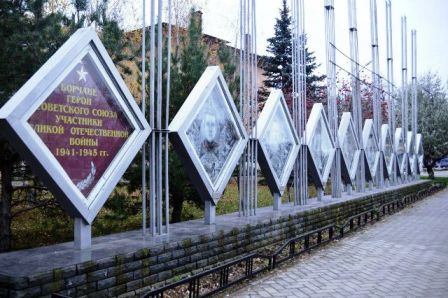 БОРЧАНЕ
ГЕРОИ
СОВЕТСКОГО СОЮЗА
УЧАСТНИКИ
ВЕЛИКОЙ ОТЕЧЕСТВЕННОЙ
ВОЙНЫ
1941-1945 гг.